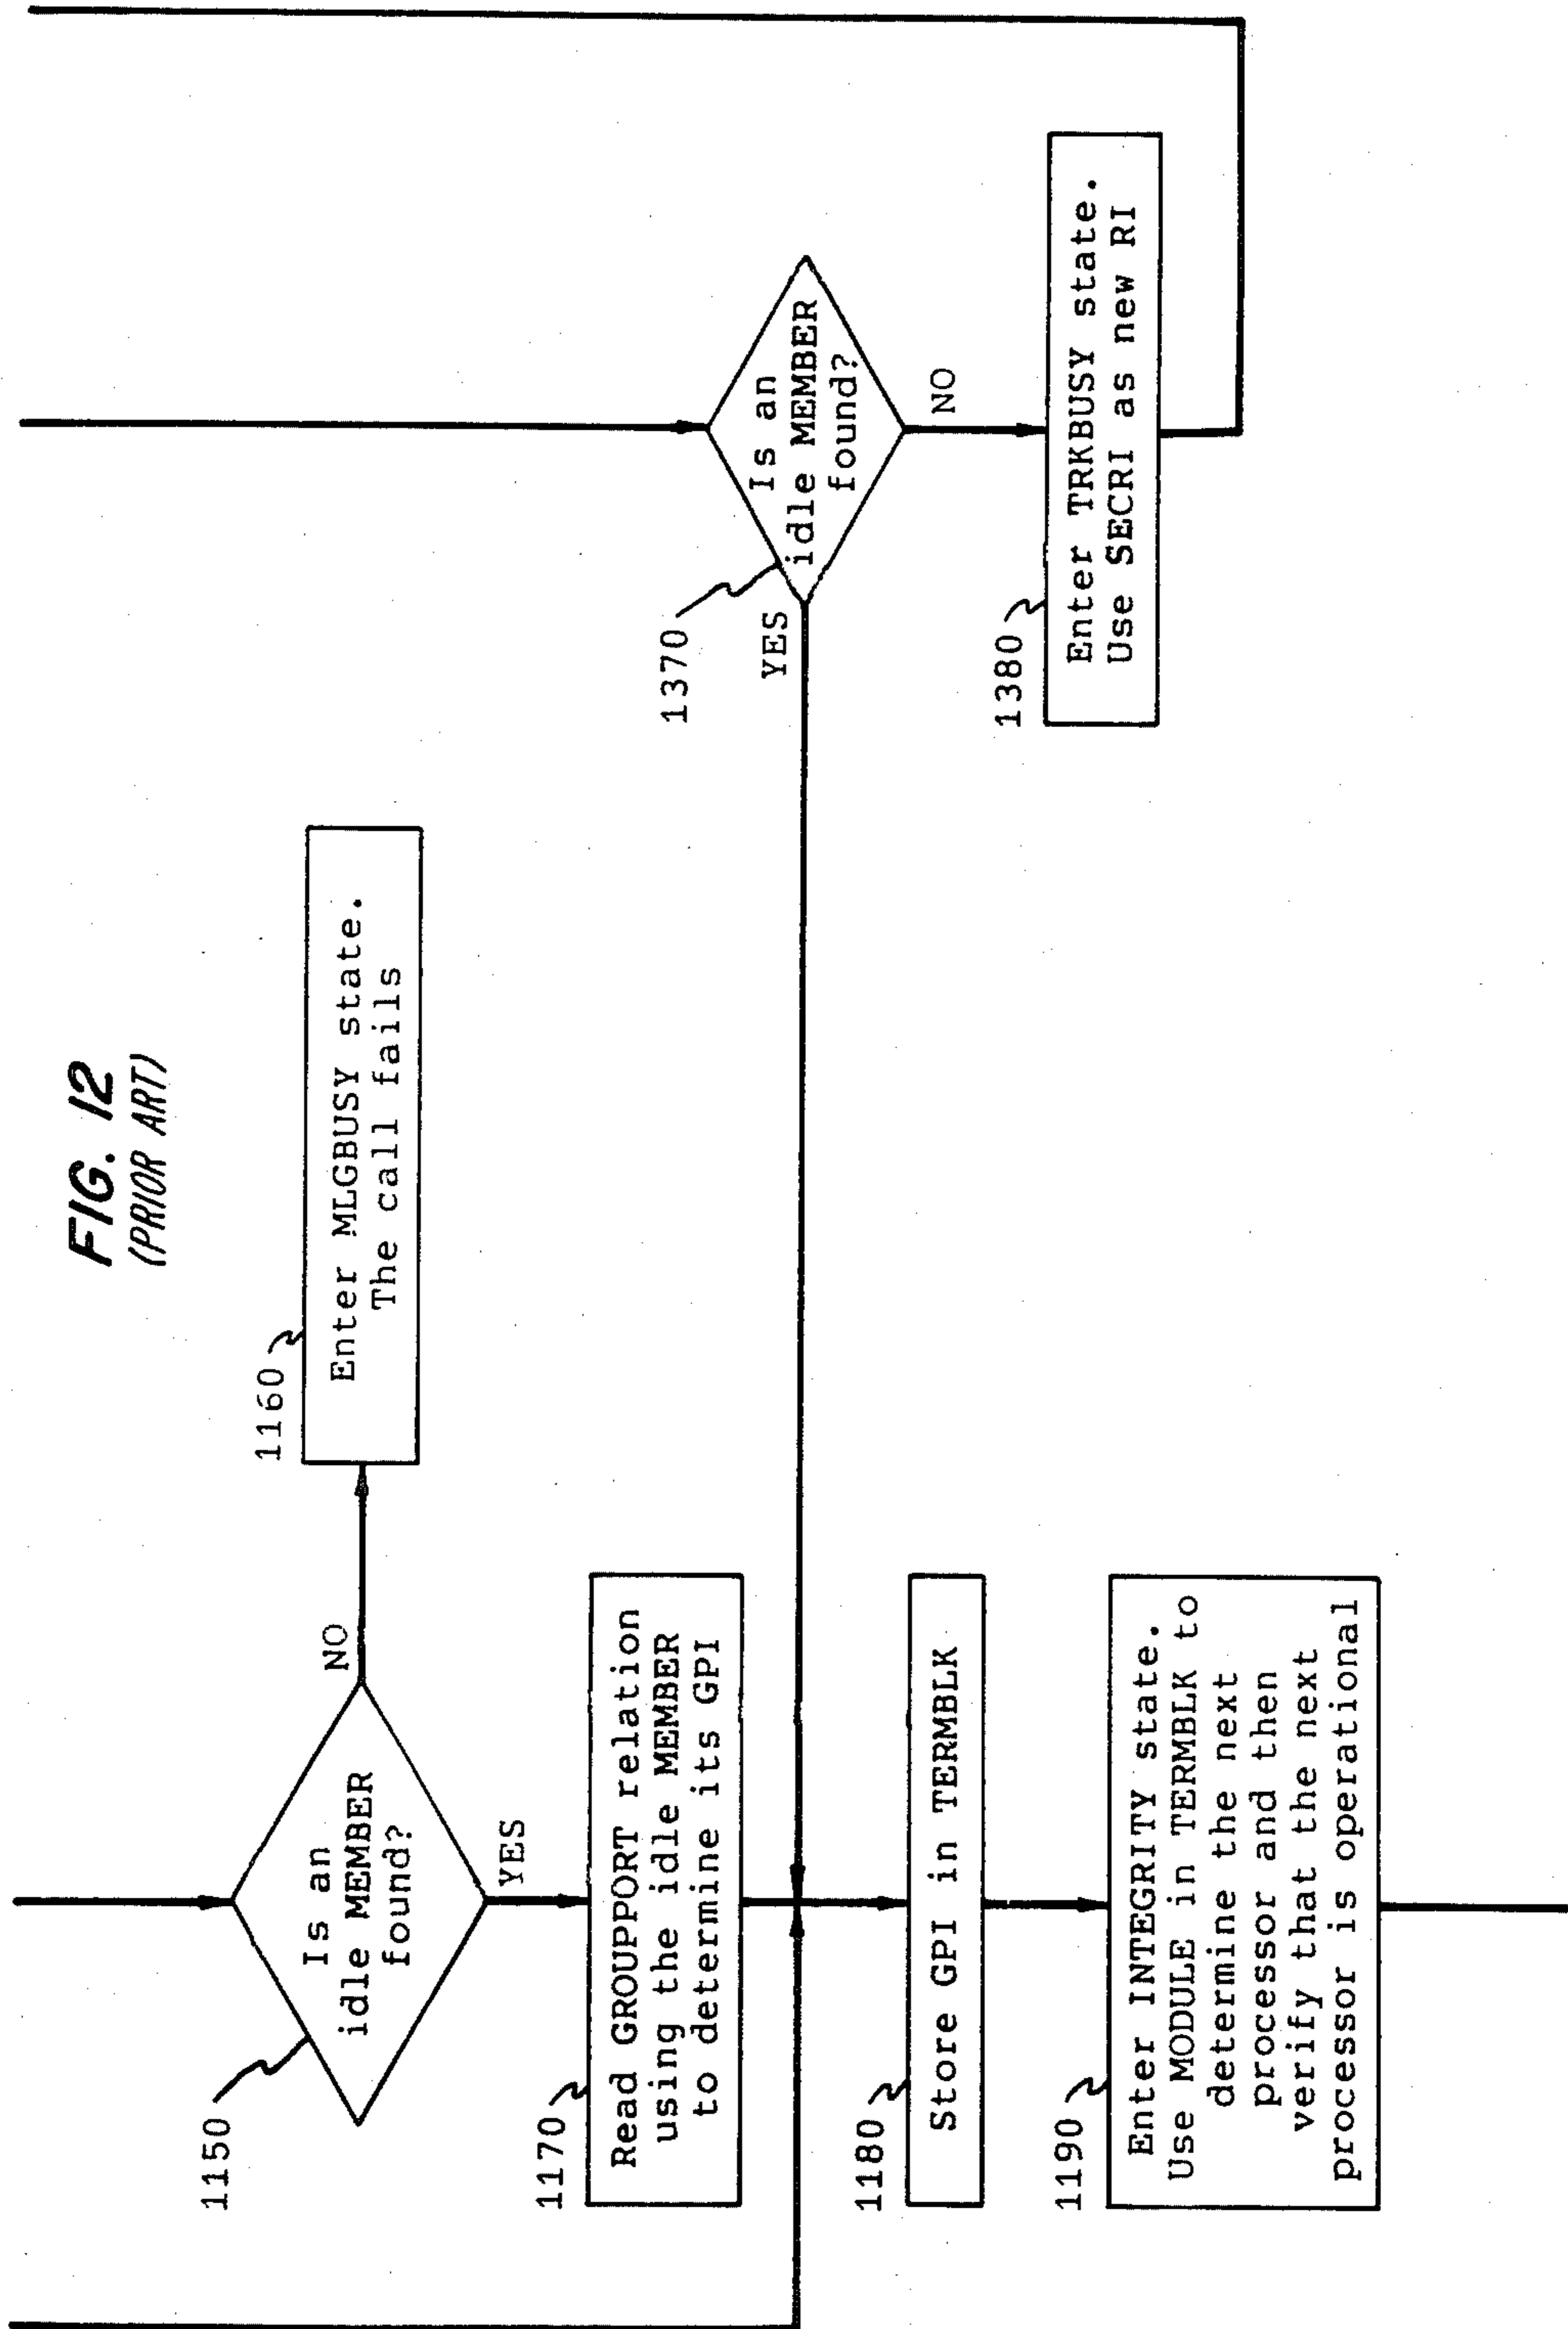 FIG. 12
(PRIOR ART)
1150
Is an
idle MEMBER
found?
NO
YES
1160
Enter MLGBUSY state.
The call fails
1170
Read GROUPPORT relation
using the idle MEMBER
to determine its GPI
1180
Store GPI in TERMBLK
1190
Enter INTEGRITY state.
Use MODULE in TERMBLK to
determine the next
processor and then
verify that the next
processor is operational
1370
Is an
idle MEMBER
found?
YES
NO
1380
Enter TRKBUSY state.
Use SECRI as new RI